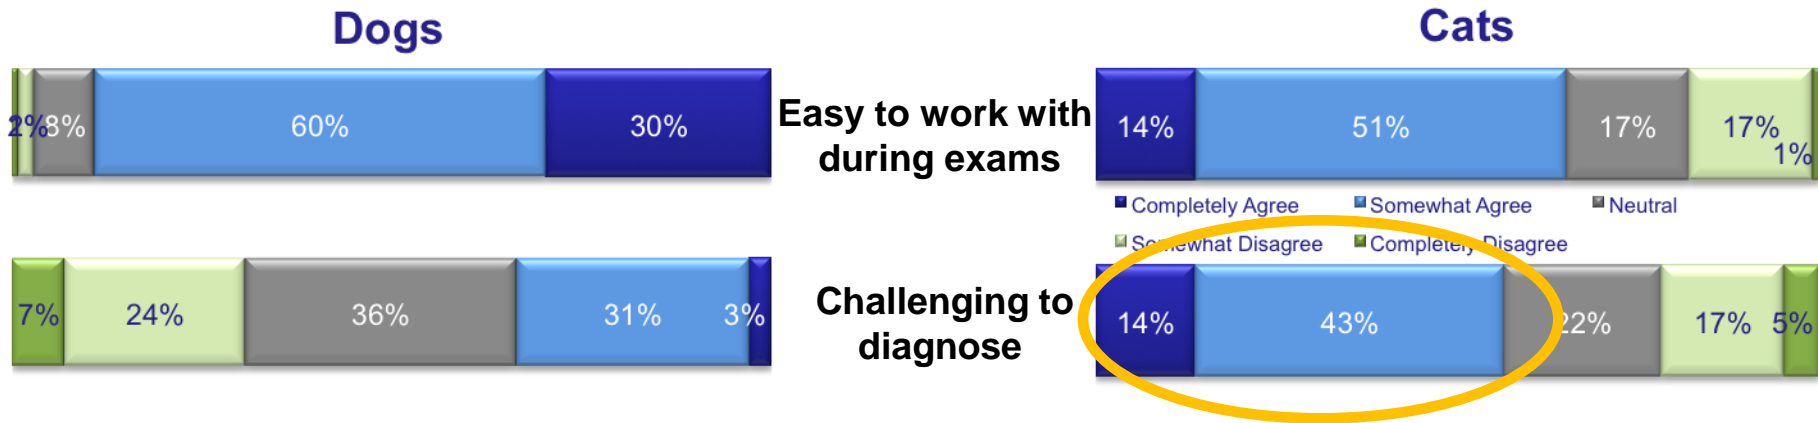 Dogs
Cats
2% 8% 60% 30%
Easy to work with
during exams
14% 51% 17% 17% 1%
Completely Agree Somewhat Agree Neutral
Somewhat Disagree Completely Disagree
7% 24% 36% 31% 3%
Challenging to
diagnose
14% 43% 22% 17% 5%